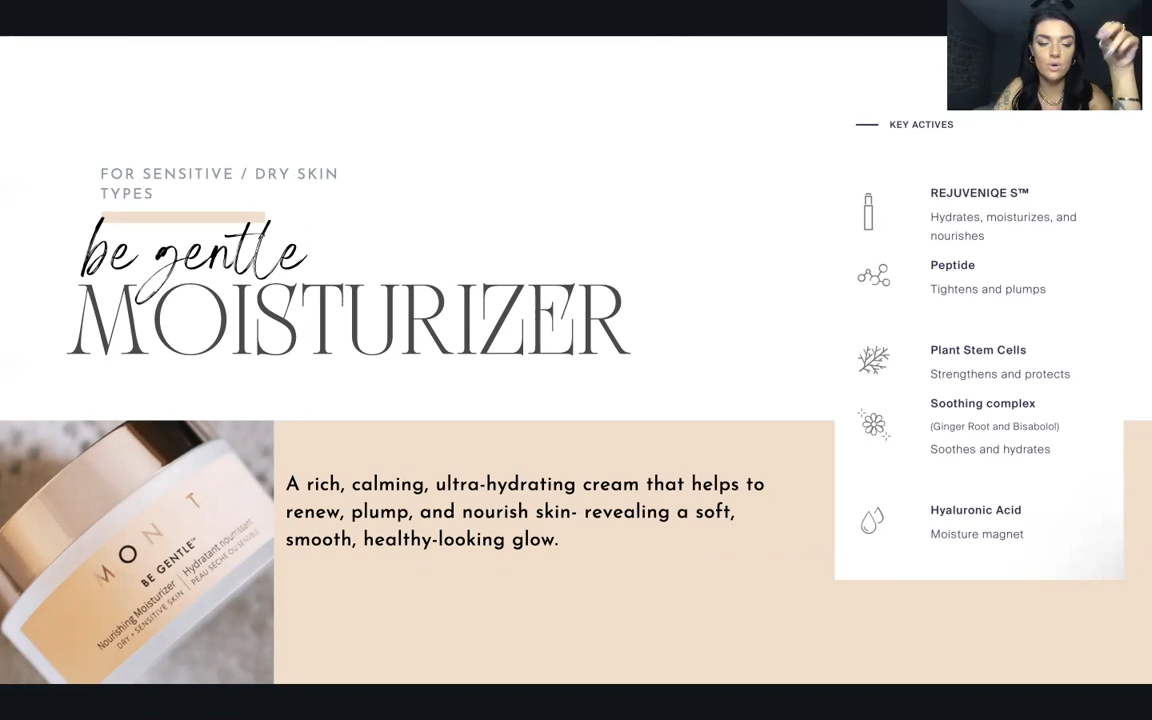 FOR SENSITIVE / DRY SKIN
TYPES
be gentle
MOISTURIZER
KEY ACTIVES
REJUVENIQE S™
Hydrates, moisturizes, and
nourishes
Peptide
Tightens and plumps
Plant Stem Cells
Strengthens and protects
Soothing complex
(Ginger Root and Bisabolol)
Soothes and hydrates
Hyaluronic Acid
Moisture magnet
A rich, calming, ultra-hydrating cream that helps to
renew, plump, and nourish skin- revealing a soft,
smooth, healthy-looking glow.
MONT
BE GENTLE™
Nourishing Moisturizer | Hydratant nourrissant
DRY + SENSITIVE SKIN | PEAU SÈCHE OU SENSIBLE